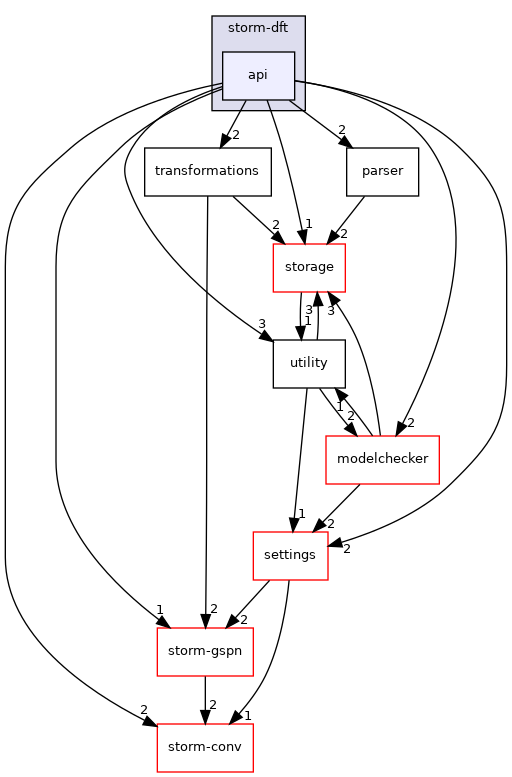 storm-dft
api
2
2
transformations
parser
2
1
2
storage
3
3
1
3
utility
1
2
2
modelchecker
1
2
2
settings
1
2
2
storm-gspn
2
2
1
storm-conv